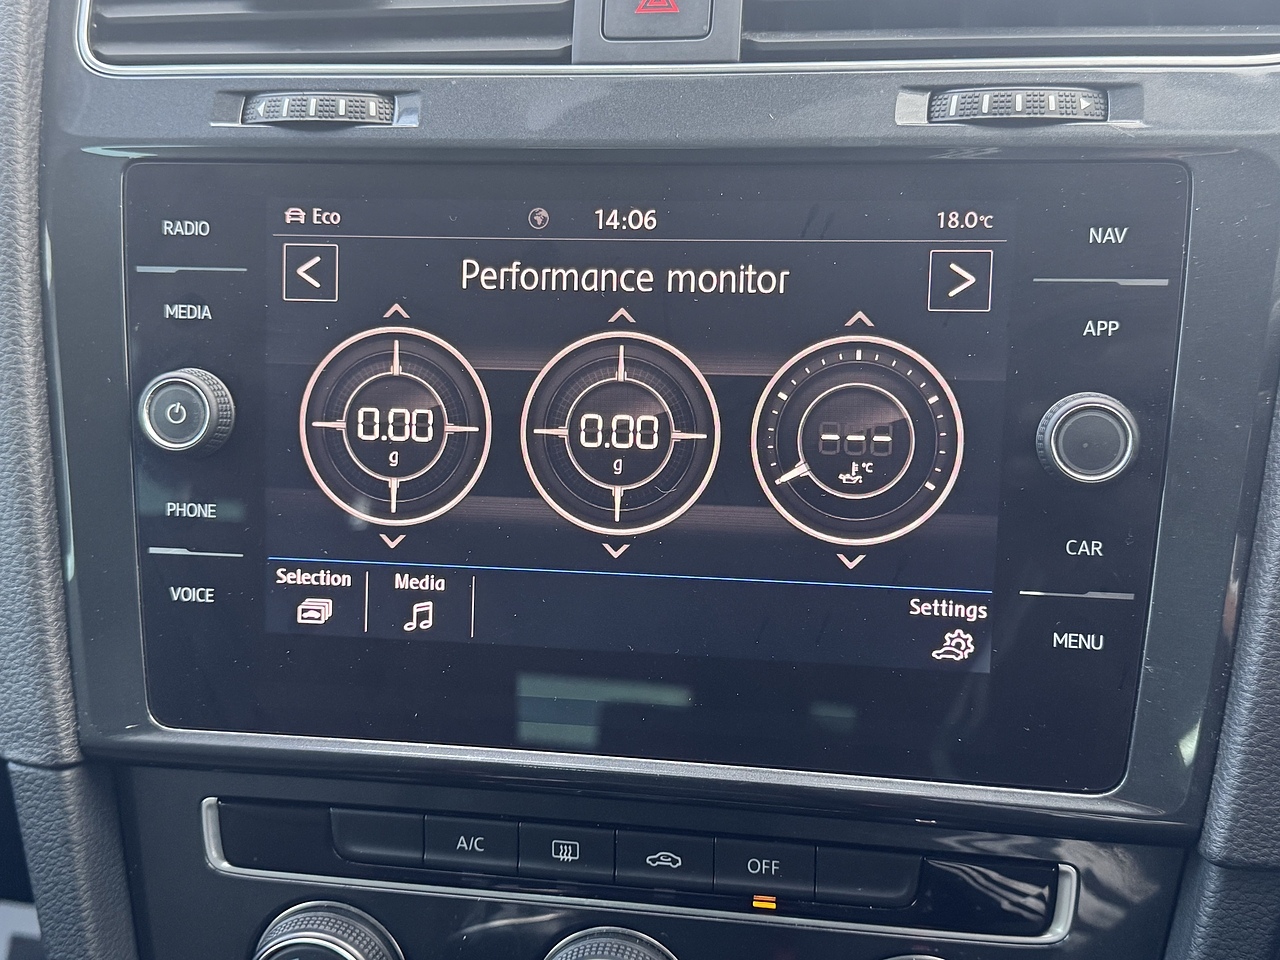 RADIO
MEDIA
PHONE
VOICE
Eco
14:06
18.0°C
<
Performance monitor
>
0.00
g
0.00
g
---
°C
Selection
Media
Settings
NAV
APP
CAR
MENU
A/C
OFF